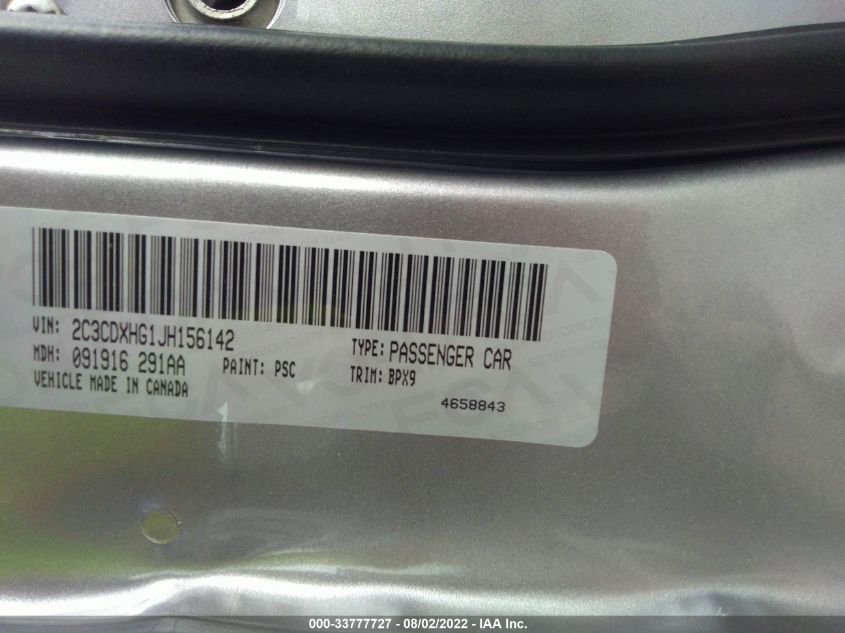 VIN: 2C3CDXHG1JH156142
TYPE: PASSENGER CAR
MDH: 091916 291AA
PAINT: PSC
TRIM: BPX9
VEHICLE MADE IN CANADA
4658843
000-33777727 - 08/02/2022 - IAA Inc.